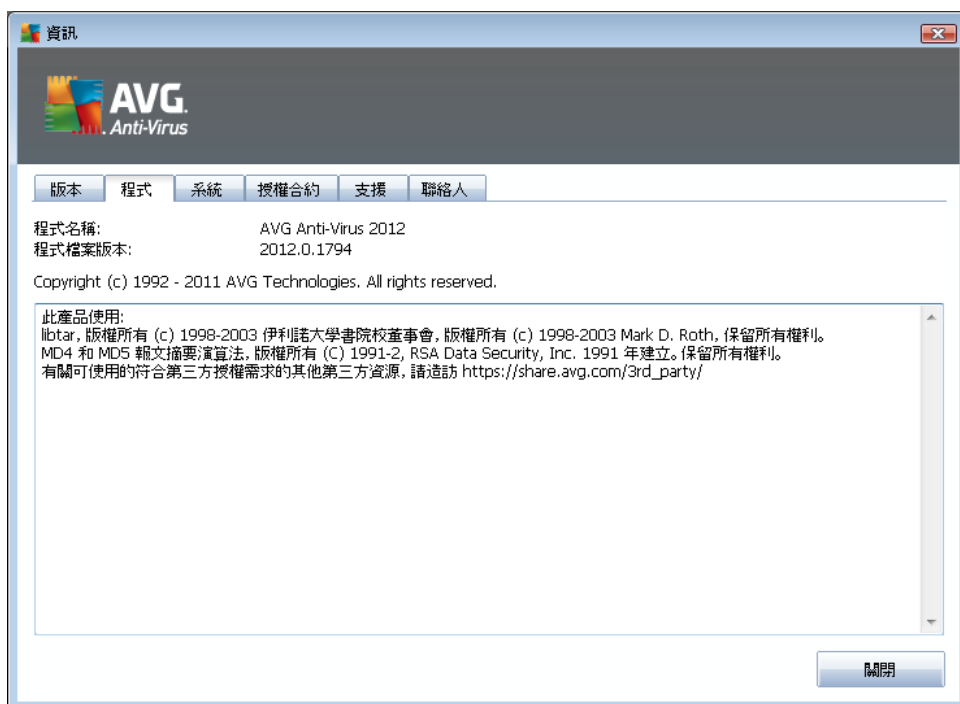 資訊
AVG.
Anti-Virus
版本 程式 系統 授權合約 支援 聯絡人
程式名稱: AVG Anti-Virus 2012
程式檔案版本: 2012.0.1794
Copyright (c) 1992 - 2011 AVG Technologies. All rights reserved.
此產品使用:
libtar, 版權所有 (c) 1998-2003 伊利諾大學書院校董事會, 版權所有 (c) 1998-2003 Mark D. Roth, 保留所有權利。
MD4 和 MD5 報文摘要演算法, 版權所有 (C) 1991-2, RSA Data Security, Inc. 1991 年建立。保留所有權利。
有關可使用的符合第三方授權需求的其他第三方資源, 請造訪 https://share.avg.com/3rd_party/
關閉